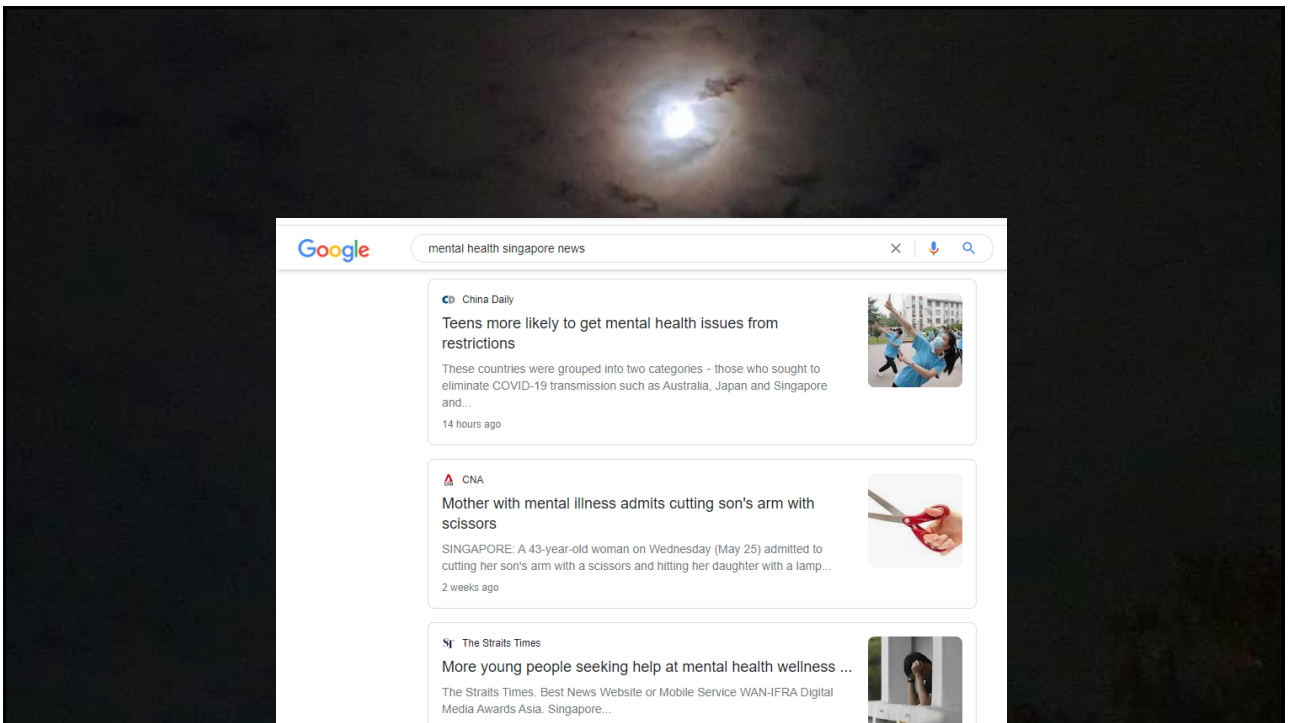 Google
mental health singapore news
China Daily
Teens more likely to get mental health issues from
restrictions
These countries were grouped into two categories - those who sought to
eliminate COVID-19 transmission such as Australia, Japan and Singapore
and...
14 hours ago
CNA
Mother with mental illness admits cutting son's arm with
scissors
SINGAPORE: A 43-year-old woman on Wednesday (May 25) admitted to
cutting her son's arm with a scissors and hitting her daughter with a lamp...
2 weeks ago
The Straits Times
More young people seeking help at mental health wellness ...
The Straits Times. Best News Website or Mobile Service WAN-IFRA Digital
Media Awards Asia. Singapore...